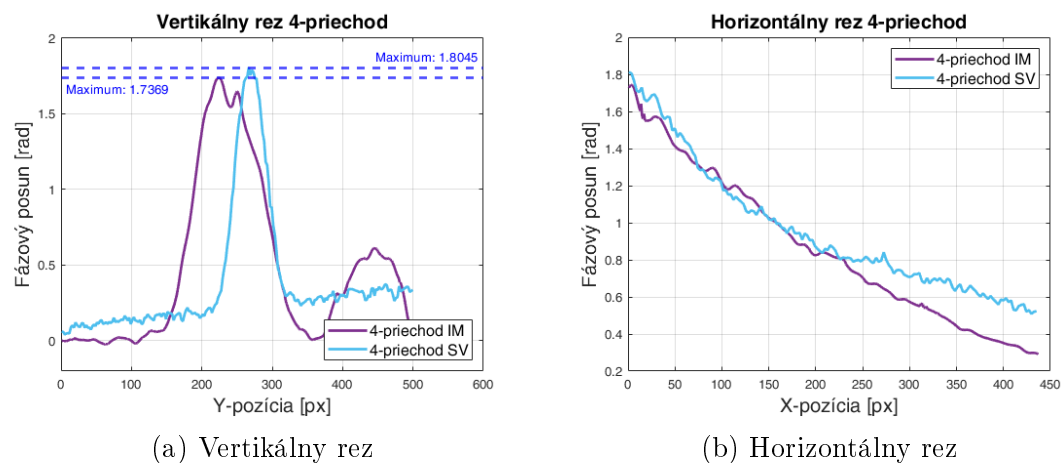 Vertikálny rez 4-priechod
2
1.5
1
0.5
0
Fázový posun [rad]
Maximum: 1.8045
Maximum: 1.7369
4-priechod IM
4-priechod SV
0 100 200 300 400 500 600
Y-pozícia [px]
(a) Vertikálny rez
Horizontálny rez 4-priechod
2
1.8
1.6
1.4
1.2
1
0.8
0.6
0.4
0.2
Fázový posun [rad]
4-priechod IM
4-priechod SV
0 50 100 150 200 250 300 350 400 450
X-pozícia [px]
(b) Horizontálny rez